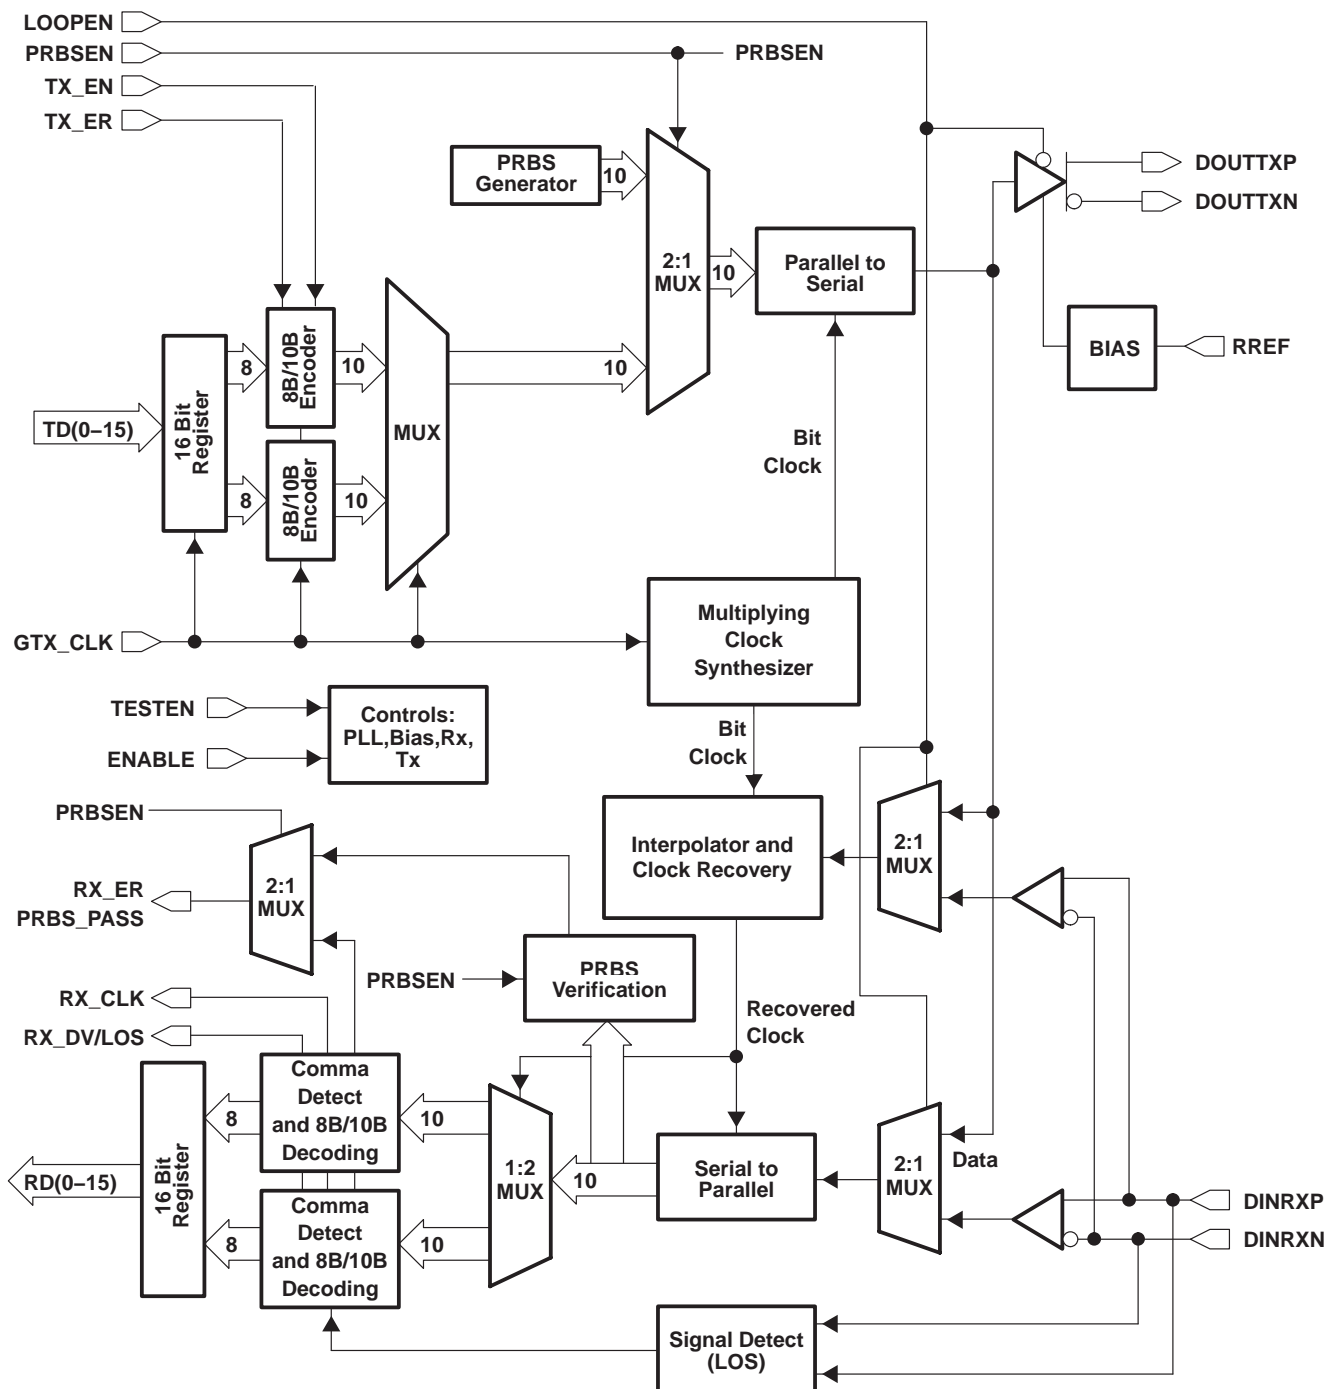 LOOPEN
PRBSEN
PRBSEN
TX_EN
TX_ER
PRBS
Generator
10
DOUTTXP
DOUTTXN
2:1
MUX
10
Parallel to
Serial
BIAS
RREF
TD(0–15)
16 Bit
Register
8
8B/10B
Encoder
10
10
8
8B/10B
Encoder
10
MUX
Bit
Clock
GTX_CLK
Multiplying
Clock
Synthesizer
TESTEN
ENABLE
Controls:
PLL,Bias,Rx,
Tx
Bit
Clock
PRBSEN
2:1
MUX
RX_ER
PRBS_PASS
Interpolator and
Clock Recovery
2:1
MUX
PRBSEN
PRBS
Verification
RX_CLK
RX_DV/LOS
Recovered
Clock
Comma
Detect
and 8B/10B
Decoding
8
10
RD(0–15)
16 Bit
Register
1:2
MUX
10
Serial to
Parallel
2:1
MUX
Data
Comma
Detect
and 8B/10B
Decoding
8
10
DINRXP
DINRXN
Signal Detect
(LOS)